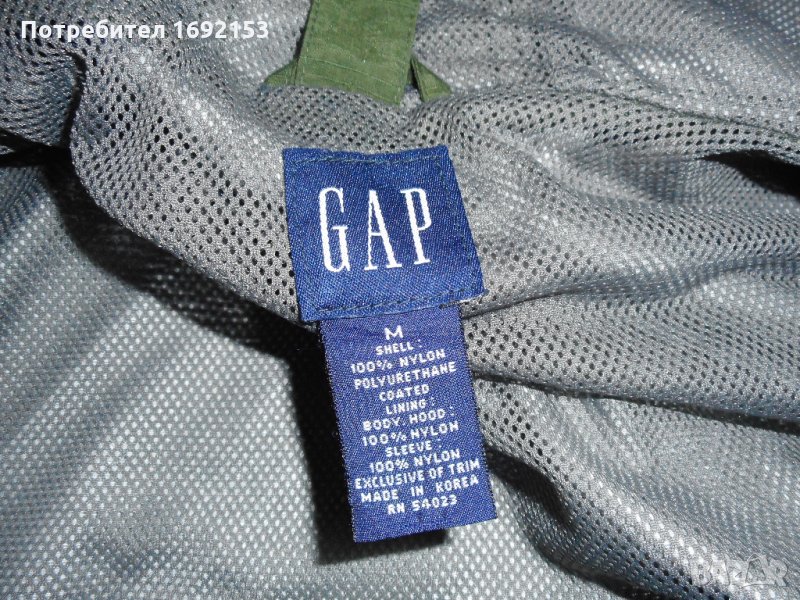 Потребител 1692153
GAP
M
SHELL:
100% NYLON
POLYURETHANE
COATED
LINING:
BODY, HOOD:
100% NYLON
SLEEVE:
100% NYLON
EXCLUSIVE OF TRIM
MADE IN KOREA
RN 54023
BAZAR